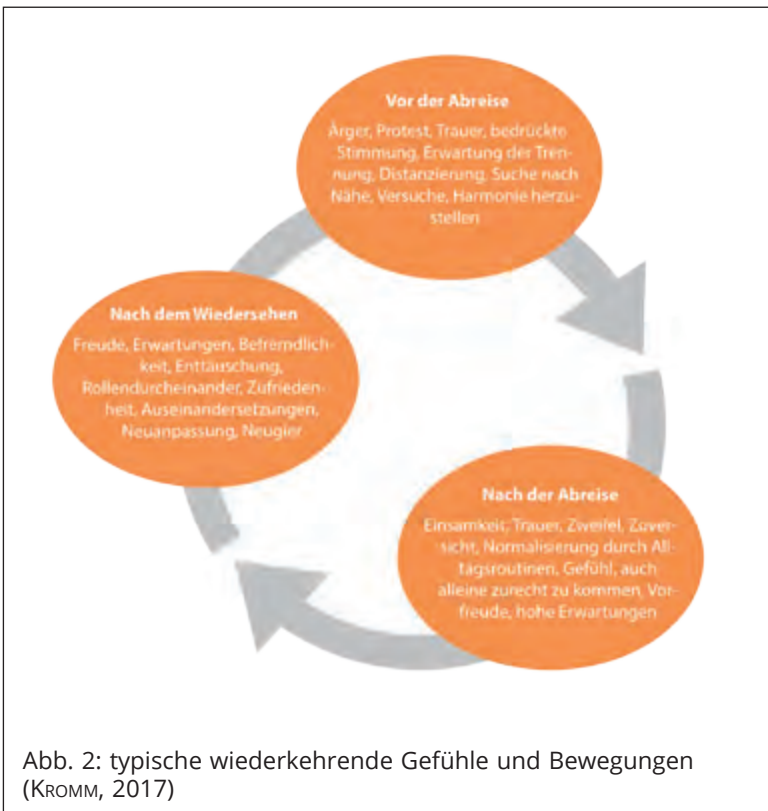 Vor der Abreise
Ärger, Protest, Trauer, bedrückte
Stimmung, Erwartung der Tren-
nung, Distanzierung, Suche nach
Nähe, Versuche, Harmonie herzu-
stellen
Nach dem Wiedersehen
Freude, Erwartungen, Befremdlich-
keit, Enttäuschung,
Rollendurcheinander, Zufrieden-
heit, Auseinandersetzungen,
Neuanpassung, Neugier
Nach der Abreise
Einsamkeit, Trauer, Zweifel, Zuver-
sicht, Normalisierung durch All-
tagsroutinen, Gefühl, auch
alleine zurecht zu kommen, Vor-
freude, hohe Erwartungen
Abb. 2: typische wiederkehrende Gefühle und Bewegungen
(KROMM, 2017)